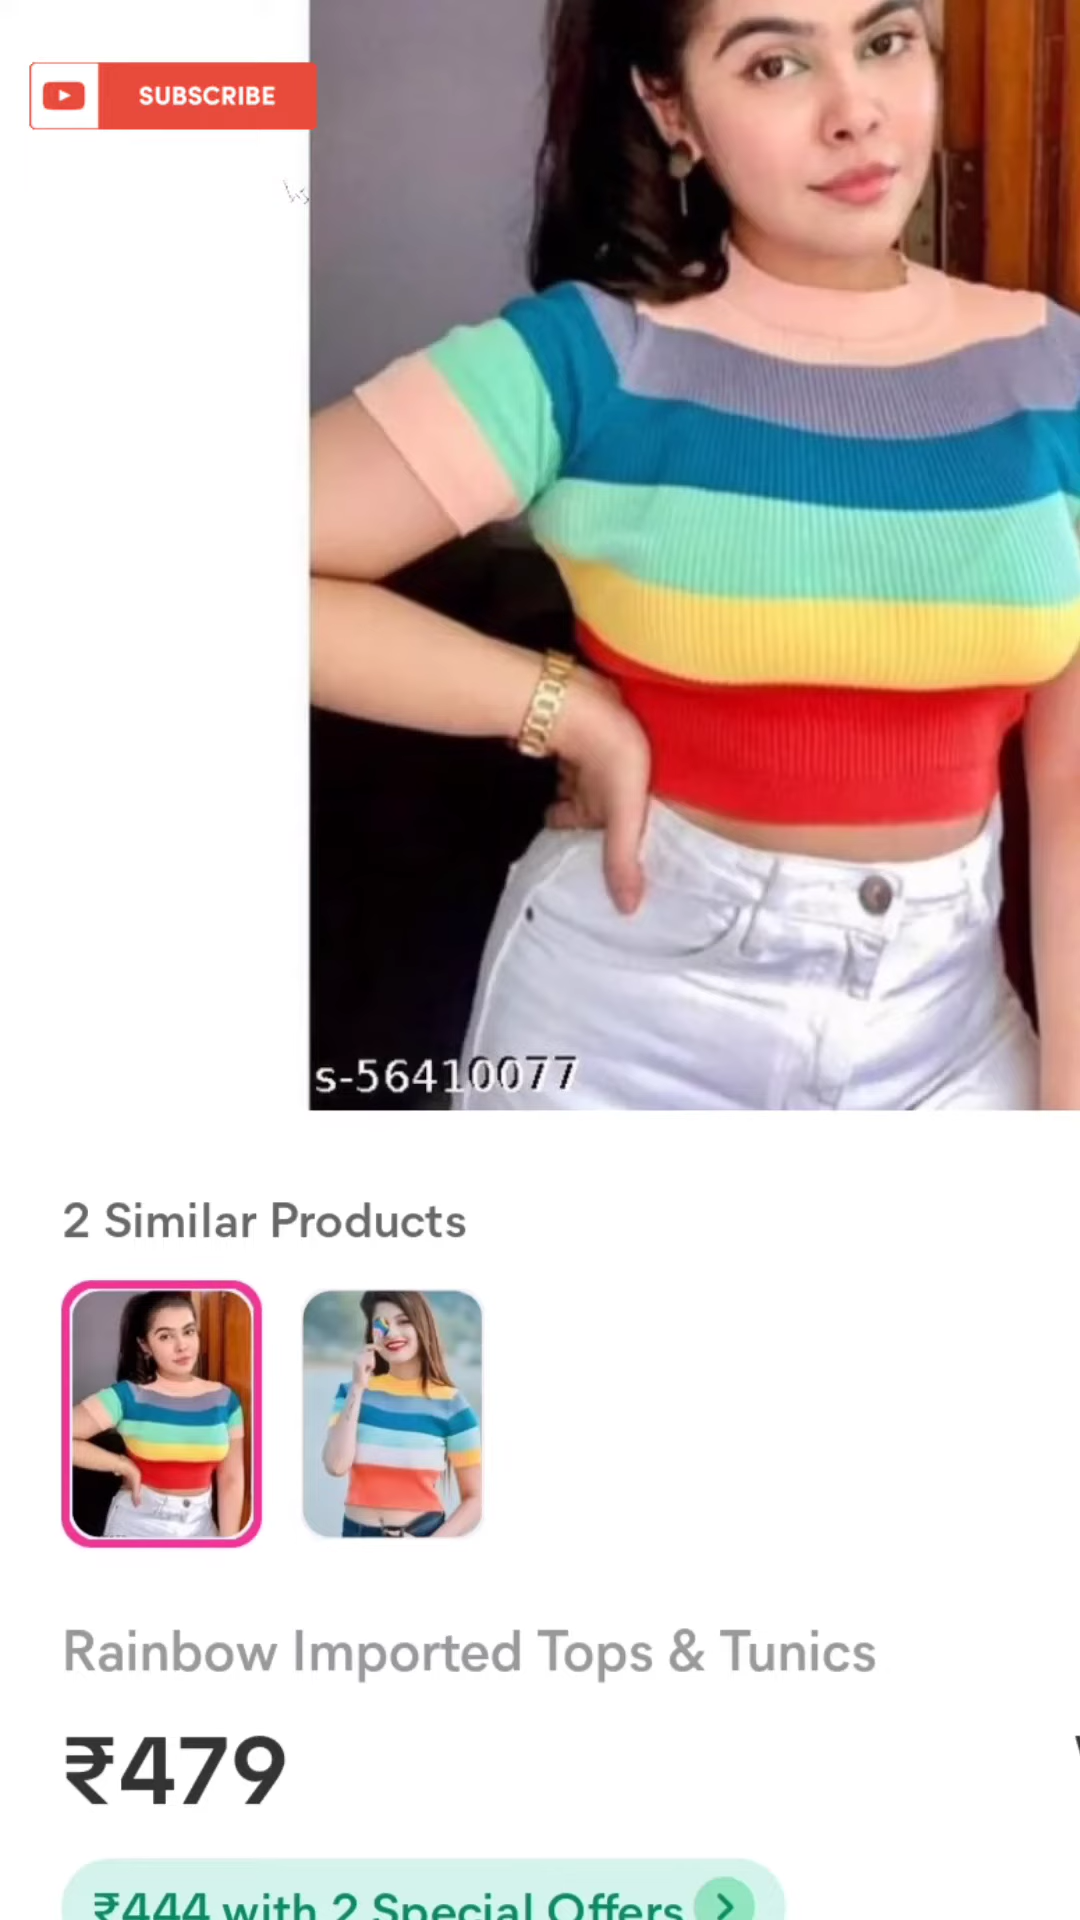 SUBSCRIBE
s-56410077
2 Similar Products
Rainbow Imported Tops & Tunics
₹479
₹444 with 2 Special Offers